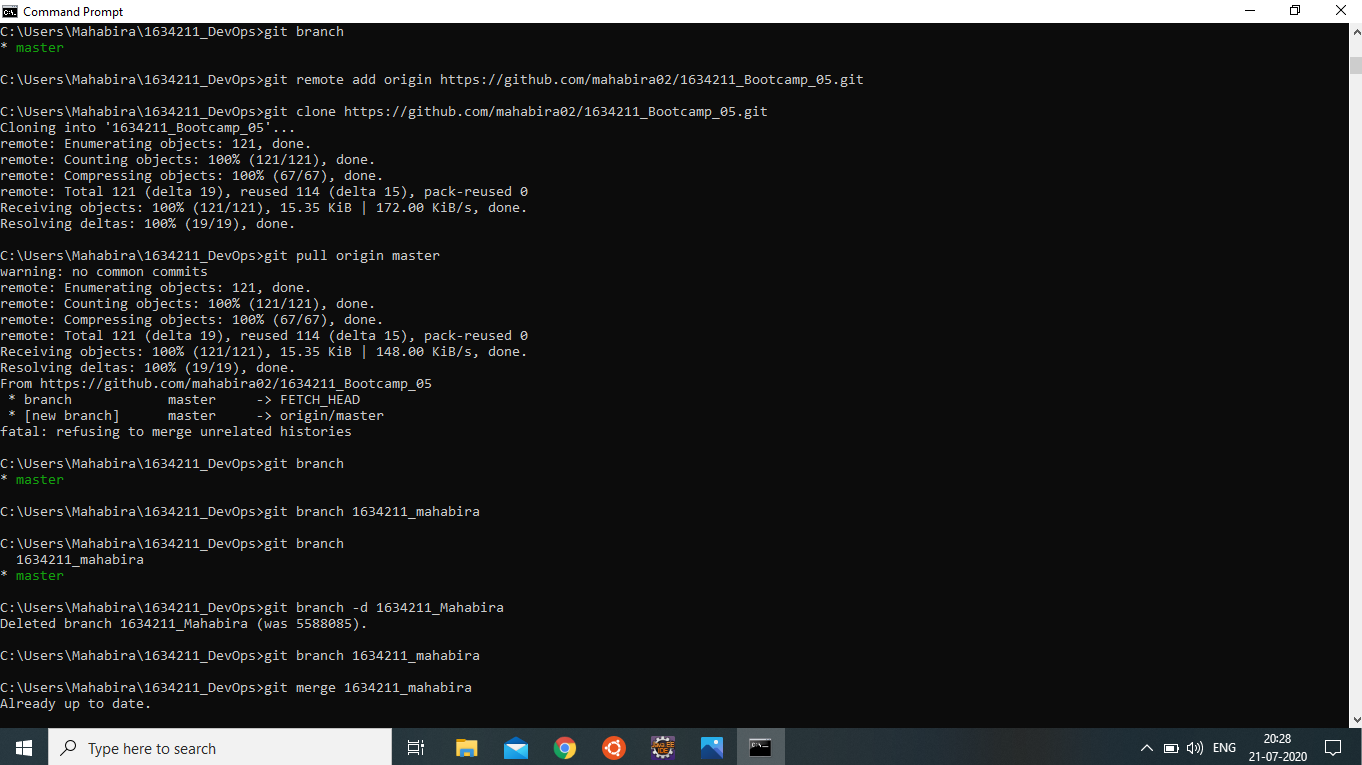 Command Prompt
C:\Users\Mahabira\1634211_DevOps>git branch
* master
C:\Users\Mahabira\1634211_DevOps>git remote add origin https://github.com/mahabira02/1634211_Bootcamp_05.git
C:\Users\Mahabira\1634211_DevOps>git clone https://github.com/mahabira02/1634211_Bootcamp_05.git
Cloning into '1634211_Bootcamp_05'...
remote: Enumerating objects: 121, done.
remote: Counting objects: 100% (121/121), done.
remote: Compressing objects: 100% (67/67), done.
remote: Total 121 (delta 19), reused 114 (delta 15), pack-reused 0
Receiving objects: 100% (121/121), 15.35 KiB | 172.00 KiB/s, done.
Resolving deltas: 100% (19/19), done.
C:\Users\Mahabira\1634211_DevOps>git pull origin master
warning: no common commits
remote: Enumerating objects: 121, done.
remote: Counting objects: 100% (121/121), done.
remote: Compressing objects: 100% (67/67), done.
remote: Total 121 (delta 19), reused 114 (delta 15), pack-reused 0
Receiving objects: 100% (121/121), 15.35 KiB | 148.00 KiB/s, done.
Resolving deltas: 100% (19/19), done.
From https://github.com/mahabira02/1634211_Bootcamp_05
 * branch            master     -> FETCH_HEAD
 * [new branch]      master     -> origin/master
fatal: refusing to merge unrelated histories
C:\Users\Mahabira\1634211_DevOps>git branch
* master
C:\Users\Mahabira\1634211_DevOps>git branch 1634211_mahabira
C:\Users\Mahabira\1634211_DevOps>git branch
  1634211_mahabira
* master
C:\Users\Mahabira\1634211_DevOps>git branch -d 1634211_Mahabira
Deleted branch 1634211_Mahabira (was 5588085).
C:\Users\Mahabira\1634211_DevOps>git branch 1634211_mahabira
C:\Users\Mahabira\1634211_DevOps>git merge 1634211_mahabira
Already up to date.
Type here to search
ENG
20:28
21-07-2020